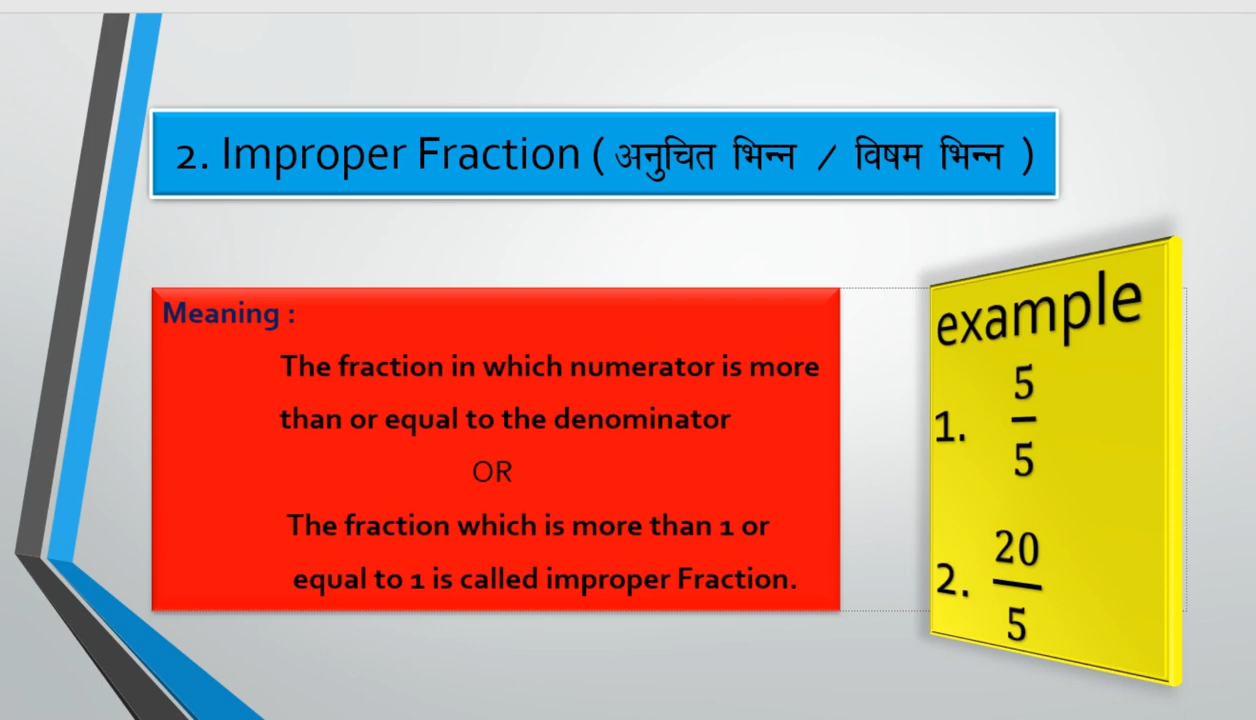 2. Improper Fraction ( अनुचित भिन्न / विषम भिन्न )
Meaning :
The fraction in which numerator is more
than or equal to the denominator
OR
The fraction which is more than 1 or
equal to 1 is called improper Fraction.
example
1. 5/5
2. 20/5